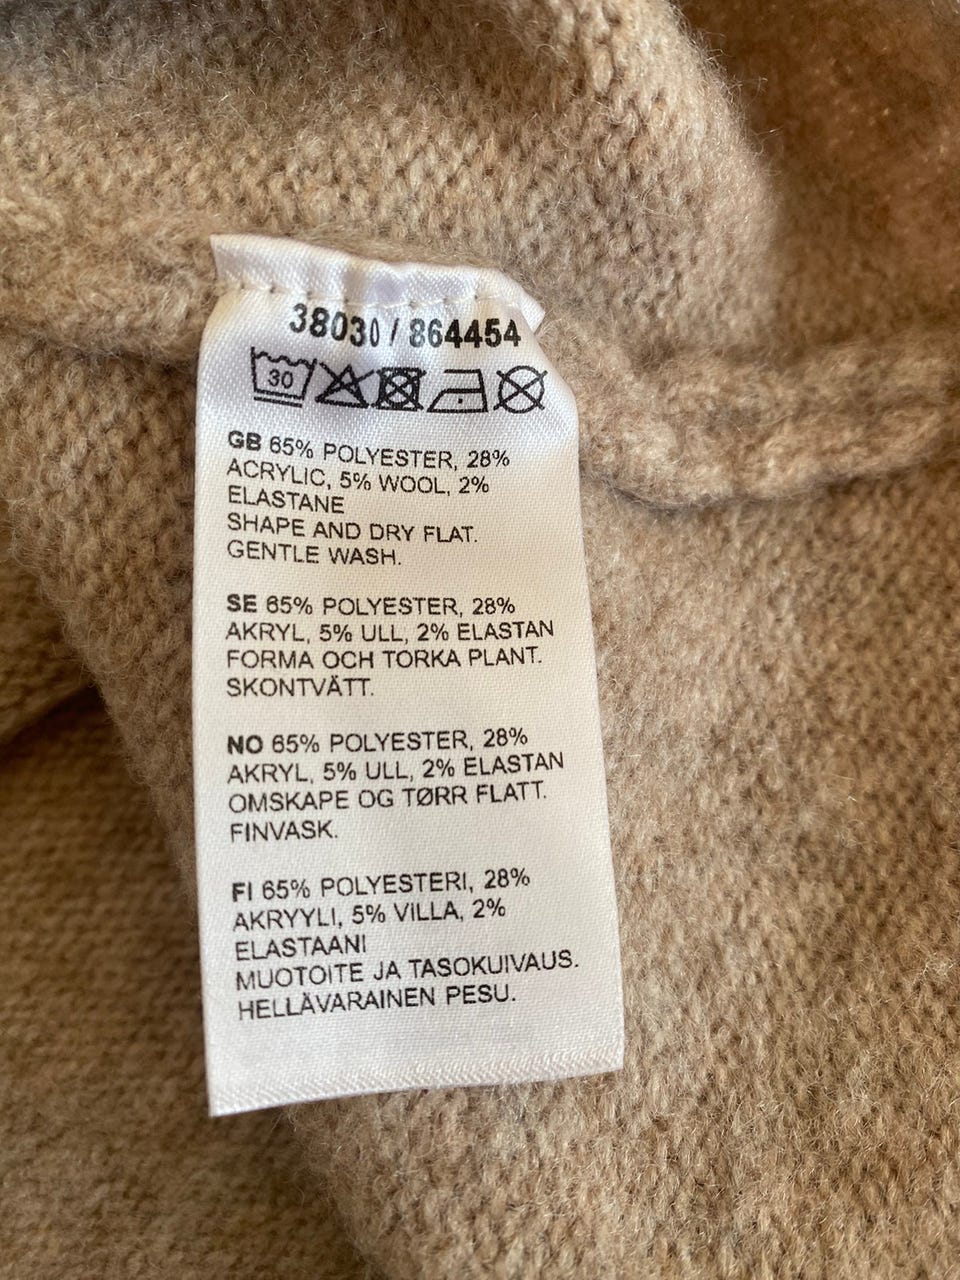 38030 / 864454
30
GB 65% POLYESTER, 28%
ACRYLIC, 5% WOOL, 2%
ELASTANE
SHAPE AND DRY FLAT.
GENTLE WASH.
SE 65% POLYESTER, 28%
AKRYL, 5% ULL, 2% ELASTAN
FORMA OCH TORKA PLANT.
SKONTVÄTT.
NO 65% POLYESTER, 28%
AKRYL, 5% ULL, 2% ELASTAN
OMSKAPE OG TØRR FLATT.
FINVASK.
FI 65% POLYESTERI, 28%
AKRYYLI, 5% VILLA, 2%
ELASTAANI
MUOTOITE JA TASOKUIVAUS.
HELLÄVARAINEN PESU.